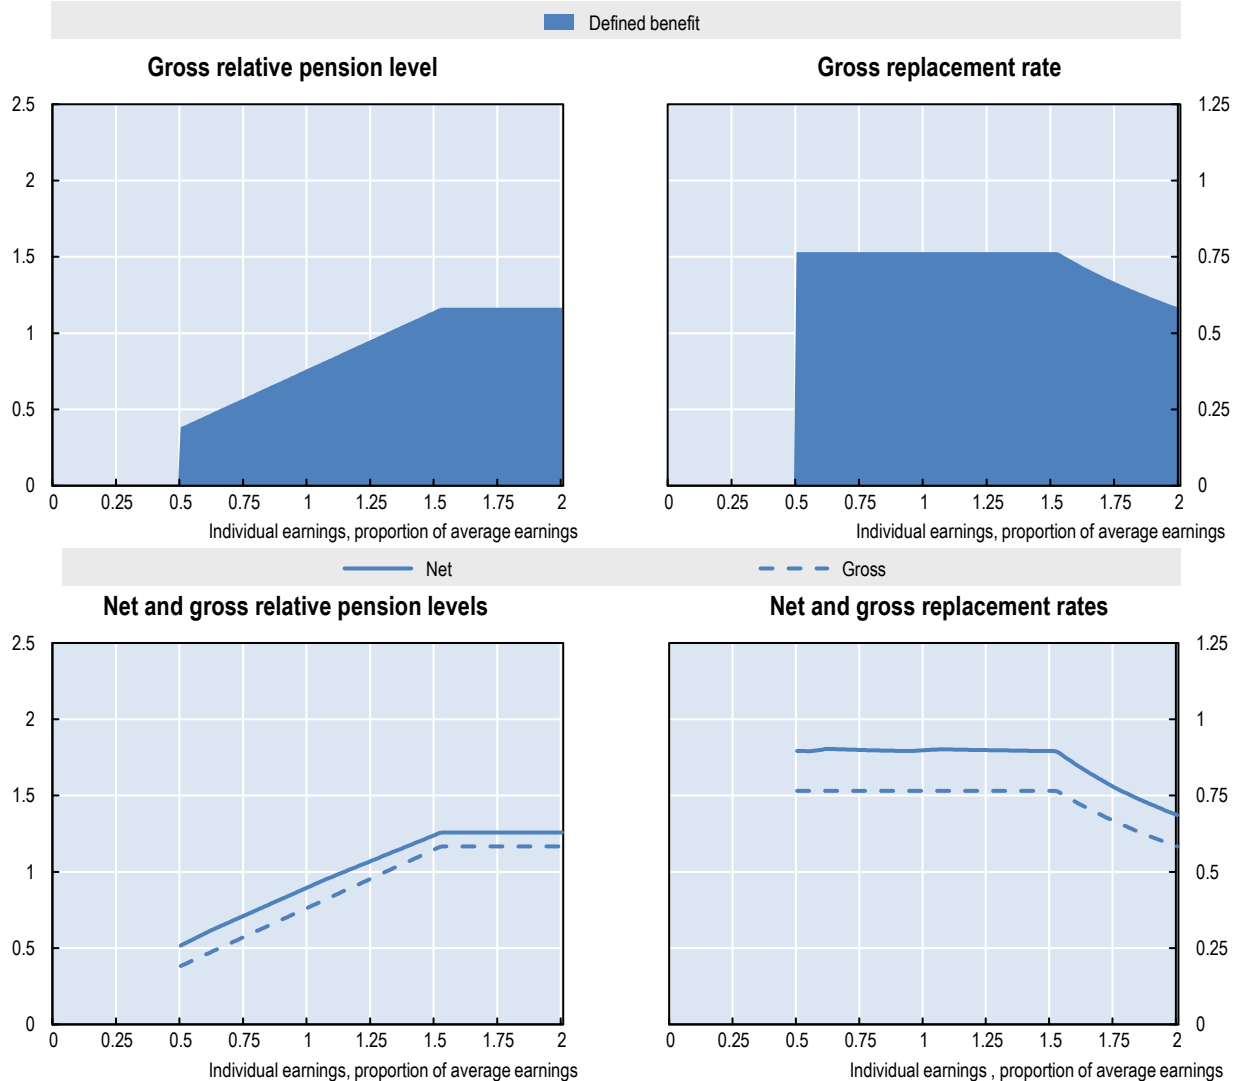 Defined benefit
Gross relative pension level
Gross replacement rate
2.5
2
1.5
1
0.5
0
0 0.25 0.5 0.75 1 1.25 1.5 1.75 2
Individual earnings, proportion of average earnings
1.25
1
0.75
0.5
0.25
0
0 0.25 0.5 0.75 1 1.25 1.5 1.75 2
Individual earnings, proportion of average earnings
Net Gross
Net and gross relative pension levels
Net and gross replacement rates
2.5
2
1.5
1
0.5
0
0 0.25 0.5 0.75 1 1.25 1.5 1.75 2
Individual earnings, proportion of average earnings
1.25
1
0.75
0.5
0.25
0
0 0.25 0.5 0.75 1 1.25 1.5 1.75 2
Individual earnings , proportion of average earnings